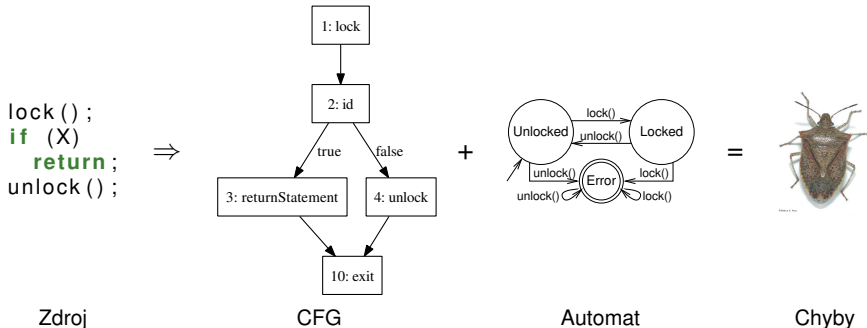 lock();
if (X)
return;
unlock();
⇒
1: lock
2: id
true
false
3: returnStatement
4: unlock
10: exit
+
lock()
Unlocked
unlock()
Locked
unlock()
Error
lock()
unlock()
lock()
=
Zdroj
CFG
Automat
Chyby